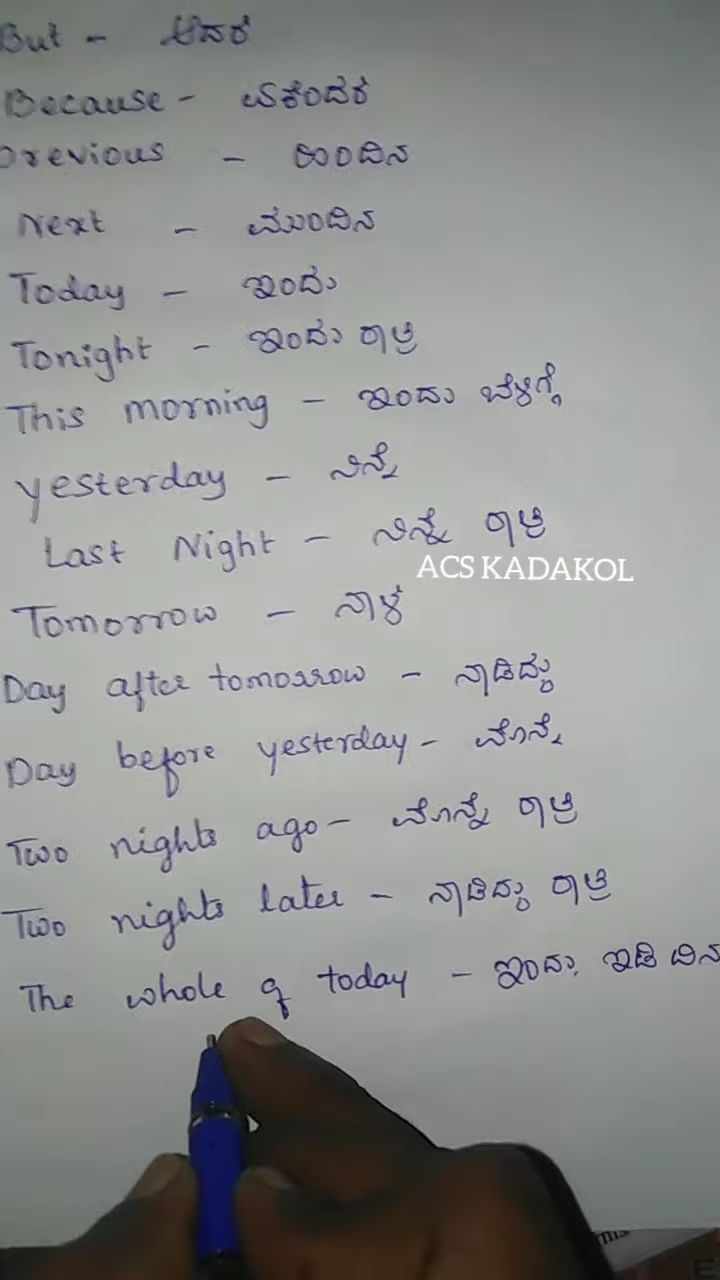 But - ಆದರೆ
Because - ಏಕೆಂದರೆ
Previous - ಹಿಂದಿನ
Next - ಮುಂದಿನ
Today - ಇಂದು
Tonight - ಇಂದು ರಾತ್ರಿ
This morning - ಇಂದು ಬೆಳಗ್ಗೆ
yesterday - ನಿನ್ನೆ
Last Night - ನಿನ್ನೆ ರಾತ್ರಿ
ACS KADAKOL
Tomorrow - ನಾಳೆ
Day after tomorrow - ನಾಡಿದ್ದು
Day before yesterday - ಮೊನ್ನೆ
Two nights ago - ಮೊನ್ನೆ ರಾತ್ರಿ
Two nights later - ನಾಡಿದ್ದು ರಾತ್ರಿ
The whole of today - ಇಂದು ಇಡಿ ದಿನ